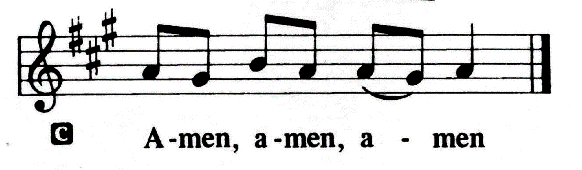 C A-men, a-men, a - men